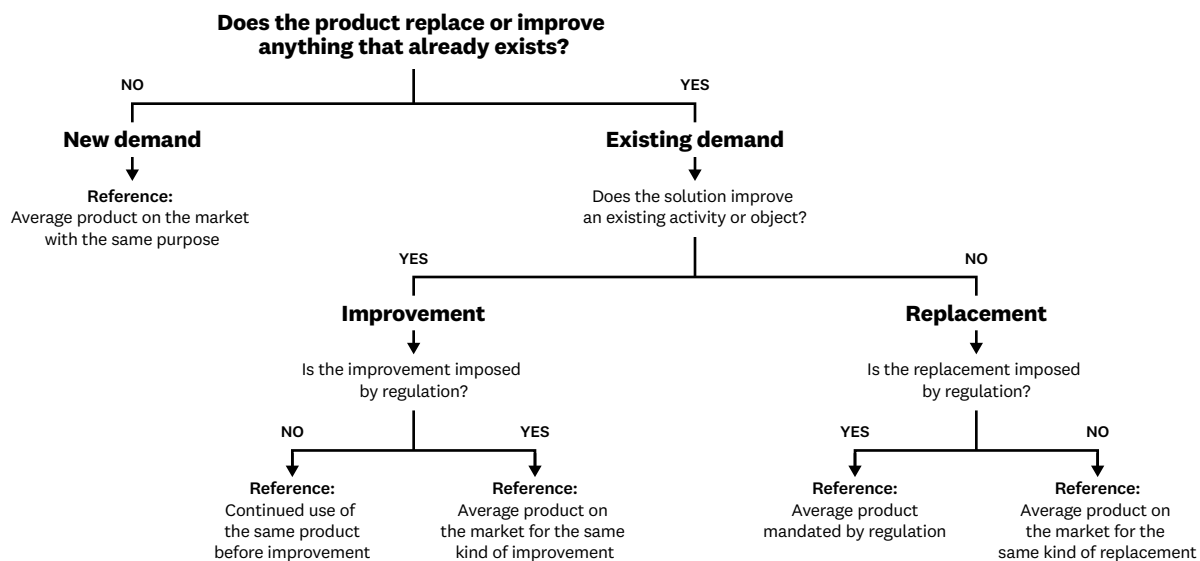 Does the product replace or improve
anything that already exists?
NO
YES
New demand
Existing demand
Reference:
Average product on the market
with the same purpose
Does the solution improve
an existing activity or object?
YES
NO
Improvement
Replacement
Is the improvement imposed
by regulation?
Is the replacement imposed
by regulation?
NO
YES
YES
NO
Reference:
Continued use of
the same product
before improvement
Reference:
Average product on
the market for the same
kind of improvement
Reference:
Average product
mandated by regulation
Reference:
Average product on
the market for the
same kind of replacement